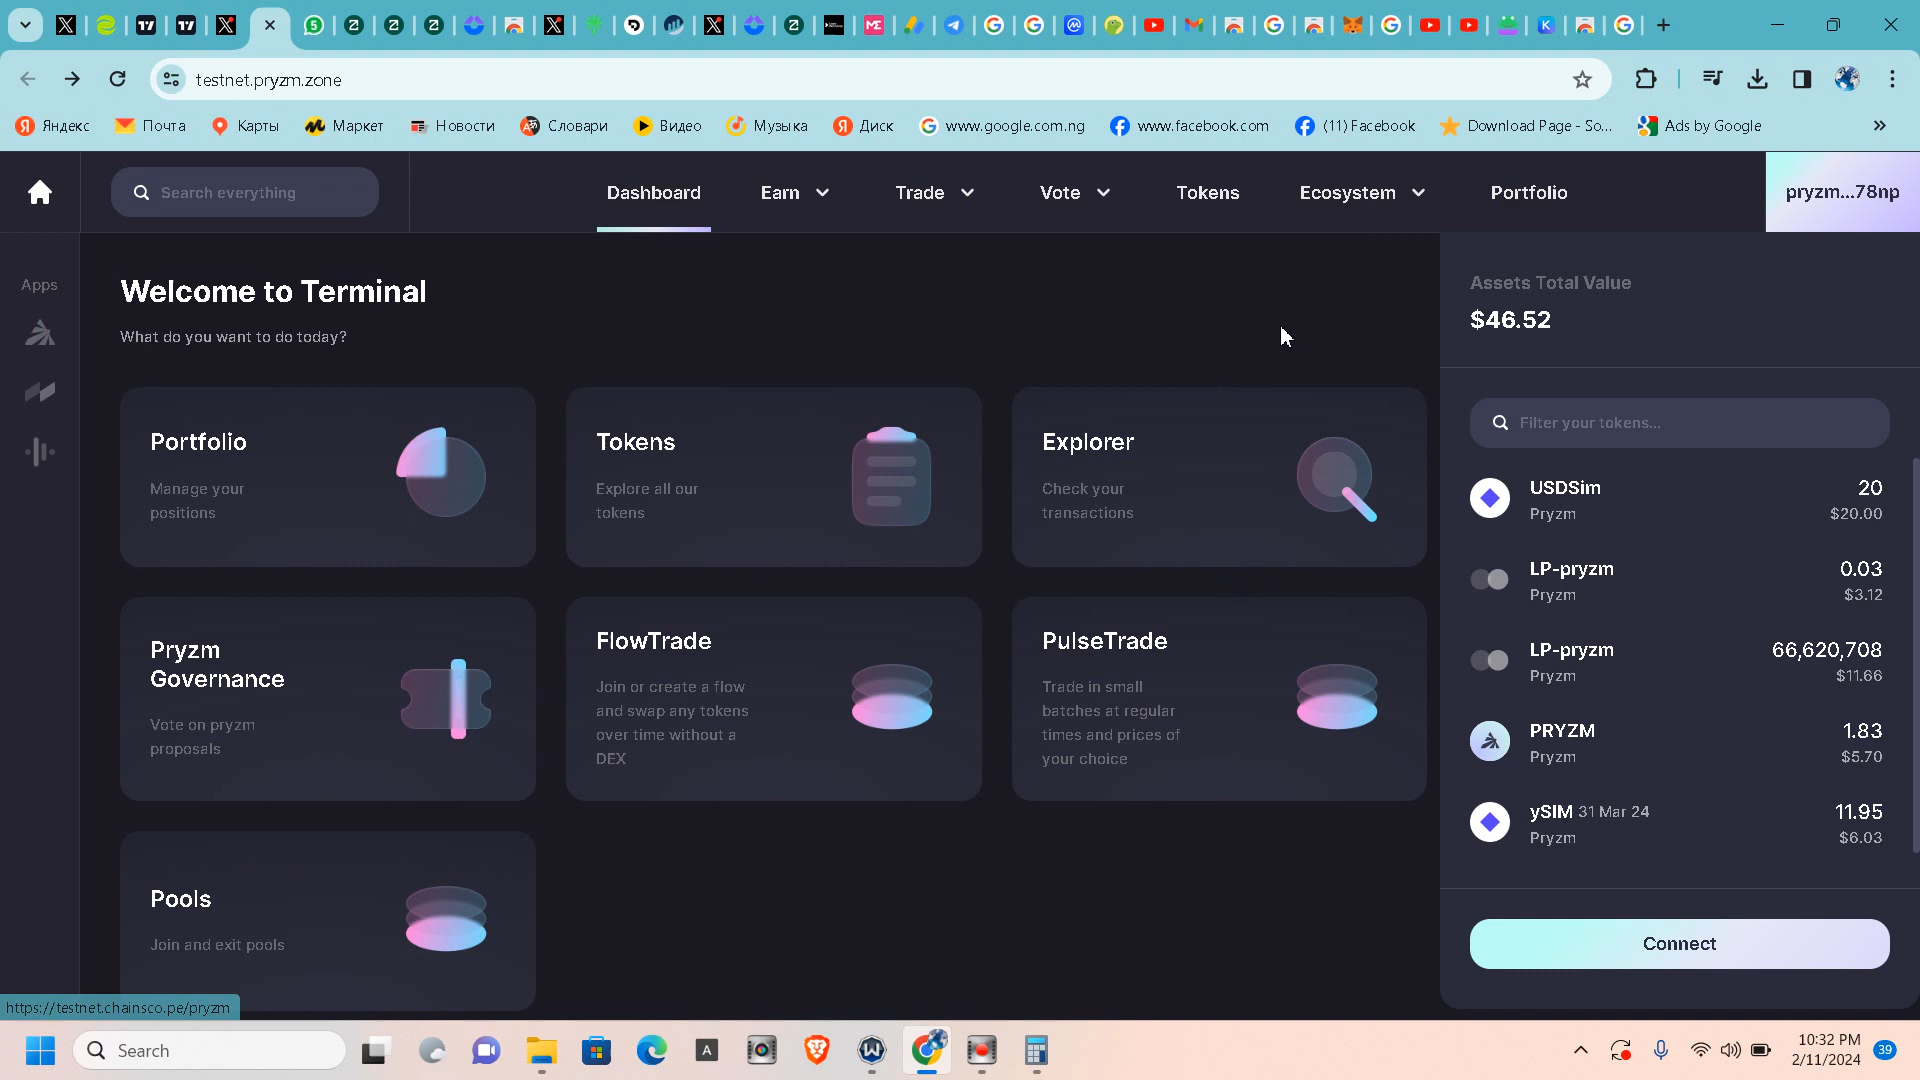 testnet.pryzm.zone
Яндекс
Почта
Карты
Маркет
Новости
Словари
Видео
Музыка
Диск
www.google.com.ng
www.facebook.com
(11) Facebook
Download Page - So...
Ads by Google
»
Search everything
Dashboard
Earn
Trade
Vote
Tokens
Ecosystem
Portfolio
pryzm...78np
Apps
Welcome to Terminal
What do you want to do today?
Portfolio
Manage your
positions
Tokens
Explore all our
tokens
Explorer
Check your
transactions
Pryzm
Governance
Vote on pryzm
proposals
FlowTrade
Join or create a flow
and swap any tokens
over time without a
DEX
PulseTrade
Trade in small
batches at regular
times and prices of
your choice
Pools
Join and exit pools
Assets Total Value
$46.52
Filter your tokens...
USDSim 20
Pryzm $20.00
LP-pryzm 0.03
Pryzm $3.12
LP-pryzm 66,620,708
Pryzm $11.66
PRYZM 1.83
Pryzm $5.70
ySIM 31 Mar 24 11.95
Pryzm $6.03
Connect
https://testnet.chainsco.pe/pryzm
Search
10:32 PM
2/11/2024
39